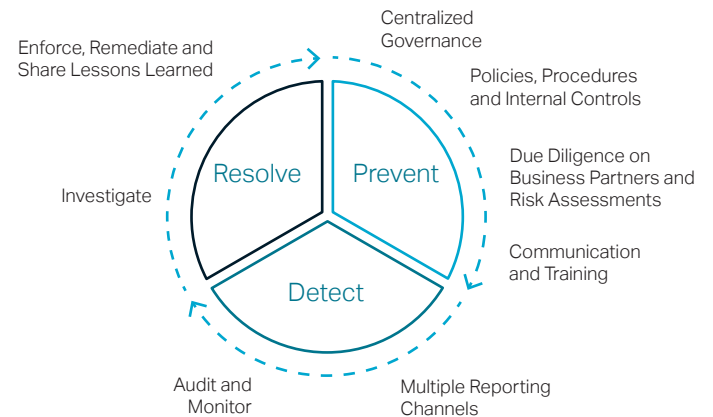 Centralized
Governance
Enforce, Remediate and
Share Lessons Learned
Policies, Procedures
and Internal Controls
Resolve
Prevent
Due Diligence on
Business Partners and
Risk Assessments
Investigate
Communication
and Training
Detect
Audit and
Monitor
Multiple Reporting
Channels